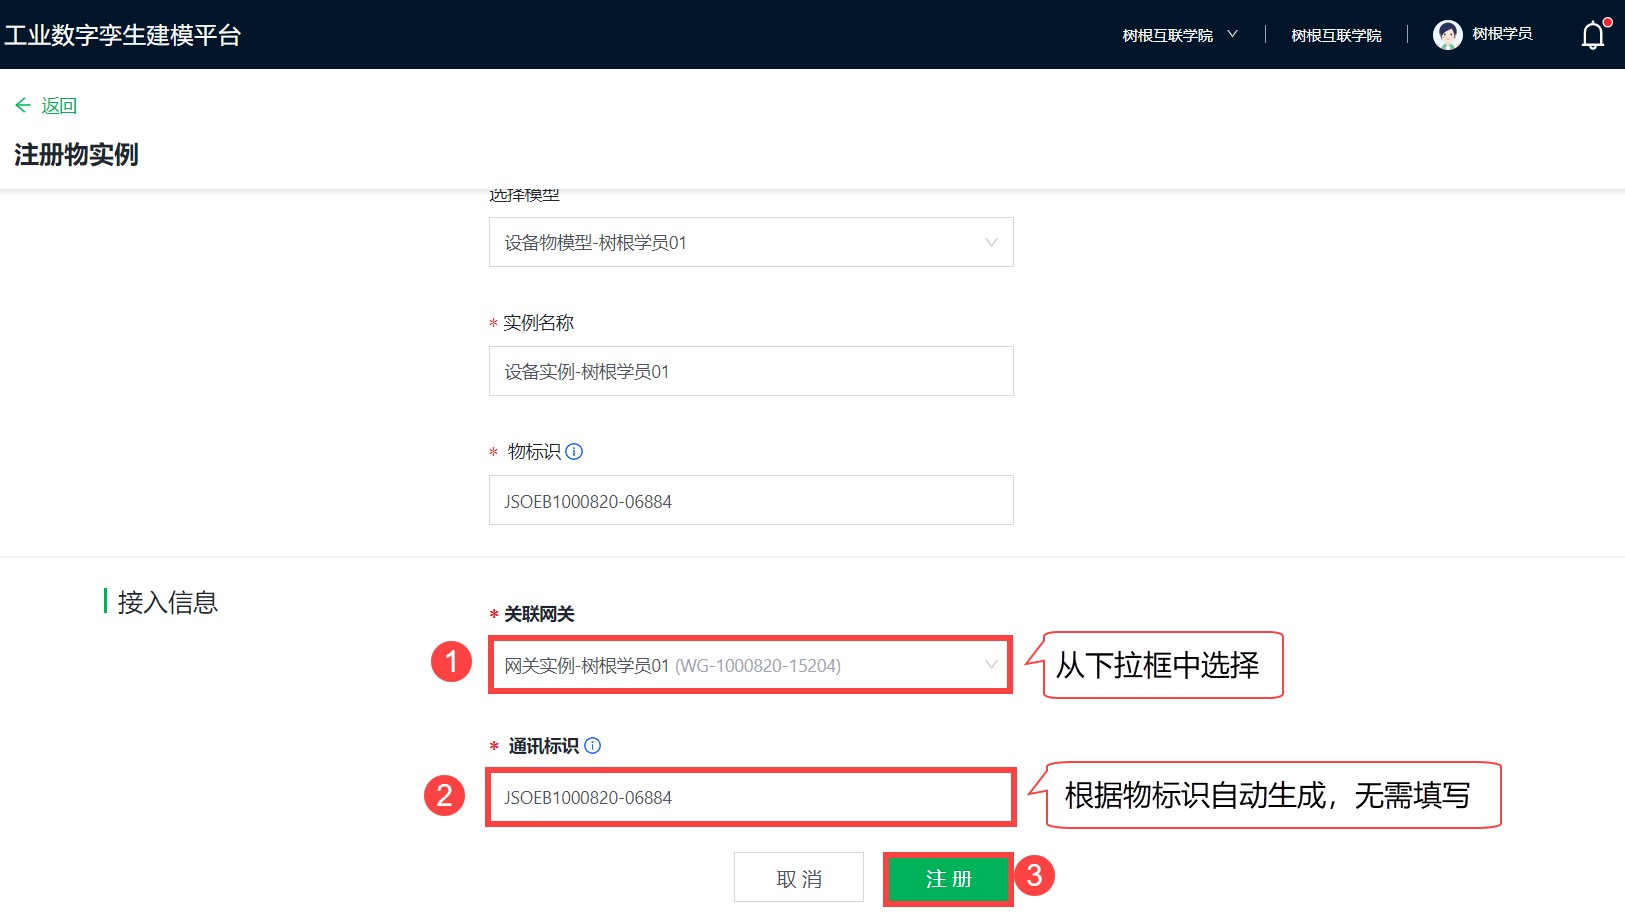 工业数字孪生建模平台
树根互联学院
树根互联学院
树根学员
返回
注册物实例
选择模型
设备物模型-树根学员01
* 实例名称
设备实例-树根学员01
* 物标识
JSOEB1000820-06884
接入信息
* 关联网关
1
网关实例-树根学员01 (WG-1000820-15204)
从下拉框中选择
* 通讯标识
2
JSOEB1000820-06884
根据物标识自动生成，无需填写
取 消
注 册
3